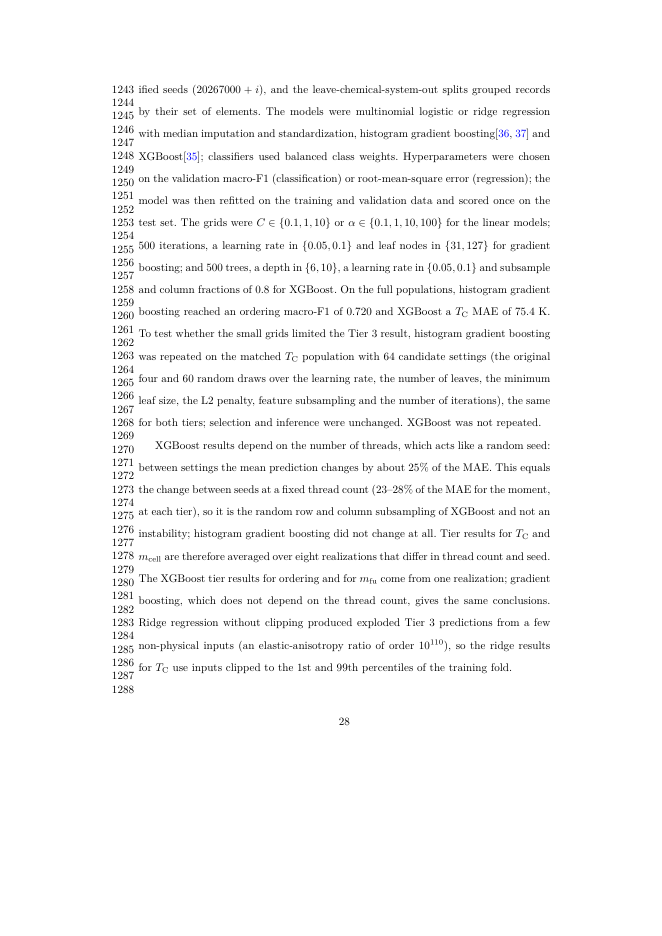 1243 ified seeds (20267000 + i), and the leave-chemical-system-out splits grouped records
1244
1245 by their set of elements. The models were multinomial logistic or ridge regression
1246 with median imputation and standardization, histogram gradient boosting[36, 37] and
1247
1248 XGBoost[35]; classifiers used balanced class weights. Hyperparameters were chosen
1249
1250 on the validation macro-F1 (classification) or root-mean-square error (regression); the
1251 model was then refitted on the training and validation data and scored once on the
1252
1253 test set. The grids were C ∈ {0.1, 1, 10} or α ∈ {0.1, 1, 10, 100} for the linear models;
1254
1255 500 iterations, a learning rate in {0.05, 0.1} and leaf nodes in {31, 127} for gradient
1256 boosting; and 500 trees, a depth in {6, 10}, a learning rate in {0.05, 0.1} and subsample
1257
1258 and column fractions of 0.8 for XGBoost. On the full populations, histogram gradient
1259
1260 boosting reached an ordering macro-F1 of 0.720 and XGBoost a T_C MAE of 75.4 K.
1261 To test whether the small grids limited the Tier 3 result, histogram gradient boosting
1262
1263 was repeated on the matched T_C population with 64 candidate settings (the original
1264
1265 four and 60 random draws over the learning rate, the number of leaves, the minimum
1266 leaf size, the L2 penalty, feature subsampling and the number of iterations), the same
1267
1268 for both tiers; selection and inference were unchanged. XGBoost was not repeated.
1269
1270 XGBoost results depend on the number of threads, which acts like a random seed:
1271 between settings the mean prediction changes by about 25% of the MAE. This equals
1272
1273 the change between seeds at a fixed thread count (23–28% of the MAE for the moment,
1274
1275 at each tier), so it is the random row and column subsampling of XGBoost and not an
1276 instability; histogram gradient boosting did not change at all. Tier results for T_C and
1277
1278 m_cell are therefore averaged over eight realizations that differ in thread count and seed.
1279
1280 The XGBoost tier results for ordering and for m_fu come from one realization; gradient
1281 boosting, which does not depend on the thread count, gives the same conclusions.
1282
1283 Ridge regression without clipping produced exploded Tier 3 predictions from a few
1284
1285 non-physical inputs (an elastic-anisotropy ratio of order 10^110), so the ridge results
1286 for T_C use inputs clipped to the 1st and 99th percentiles of the training fold.
1287
1288
28